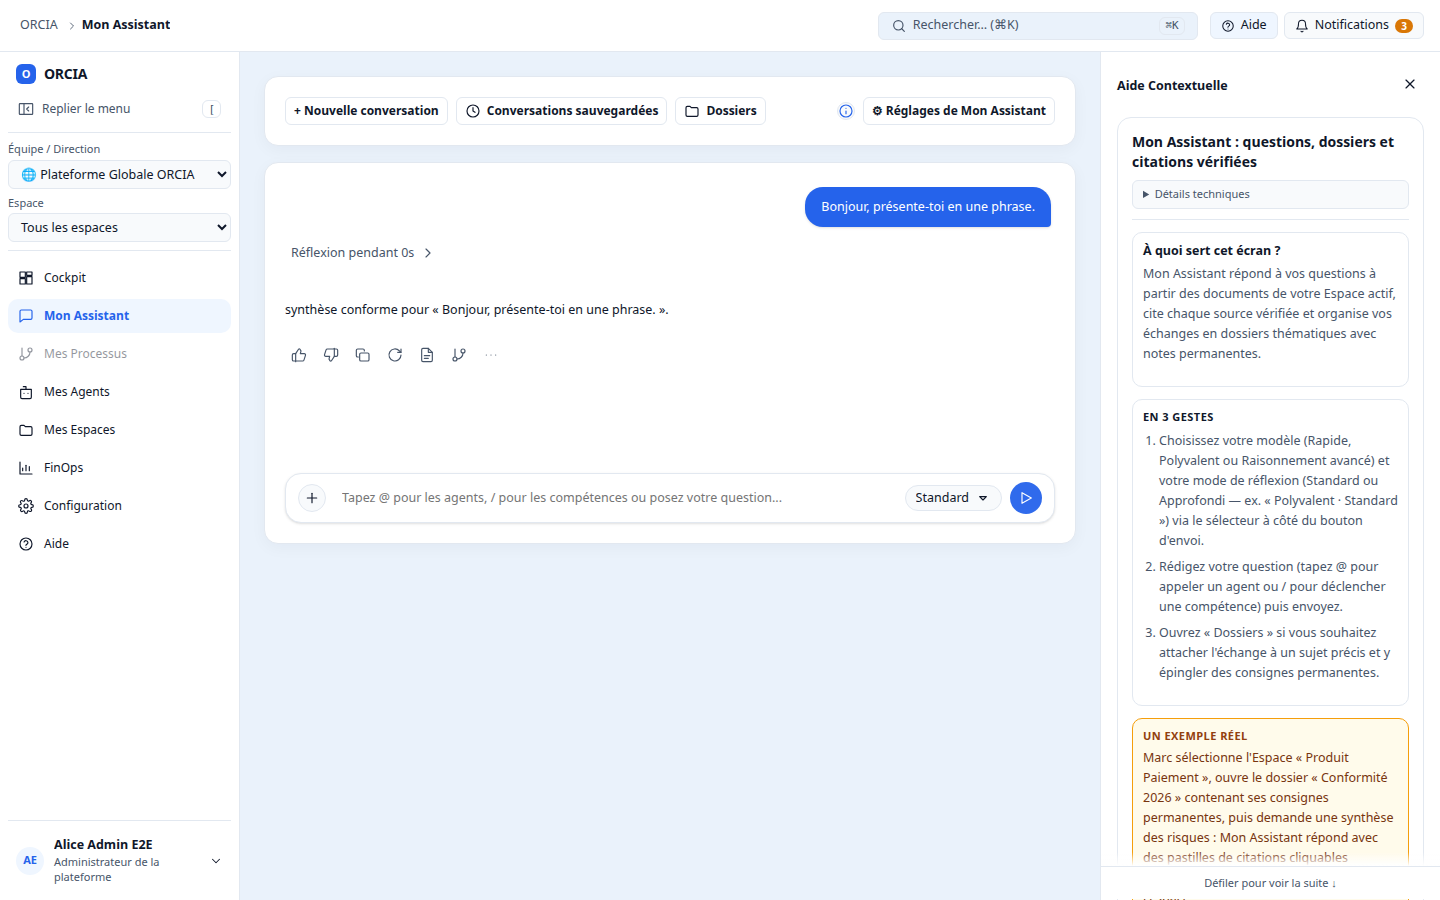 ORCIA > Mon Assistant
Rechercher... (⌘K)
⌘K
Aide
Notifications 3
O ORCIA
Replier le menu [
Équipe / Direction
🌐 Plateforme Globale ORCIA
Espace
Tous les espaces
Cockpit
Mon Assistant
Mes Processus
Mes Agents
Mes Espaces
FinOps
Configuration
Aide
AE
Alice Admin E2E
Administrateur de la
plateforme
+ Nouvelle conversation
Conversations sauvegardées
Dossiers
⚙ Réglages de Mon Assistant
Bonjour, présente-toi en une phrase.
Réflexion pendant 0s
synthèse conforme pour « Bonjour, présente-toi en une phrase. ».
Tapez @ pour les agents, / pour les compétences ou posez votre question...
Standard
Aide Contextuelle
Mon Assistant : questions, dossiers et
citations vérifiées
▶ Détails techniques
À quoi sert cet écran ?
Mon Assistant répond à vos questions à
partir des documents de votre Espace actif,
cite chaque source vérifiée et organise vos
échanges en dossiers thématiques avec
notes permanentes.
EN 3 GESTES
1. Choisissez votre modèle (Rapide,
Polyvalent ou Raisonnement avancé) et
votre mode de réflexion (Standard ou
Approfondi — ex. « Polyvalent · Standard
») via le sélecteur à côté du bouton
d'envoi.
2. Rédigez votre question (tapez @ pour
appeler un agent ou / pour déclencher
une compétence) puis envoyez.
3. Ouvrez « Dossiers » si vous souhaitez
attacher l'échange à un sujet précis et y
épingler des consignes permanentes.
UN EXEMPLE RÉEL
Marc sélectionne l'Espace « Produit
Paiement », ouvre le dossier « Conformité
2026 » contenant ses consignes
permanentes, puis demande une synthèse
des risques : Mon Assistant répond avec
des pastilles de citations cliquables
Défiler pour voir la suite ↓